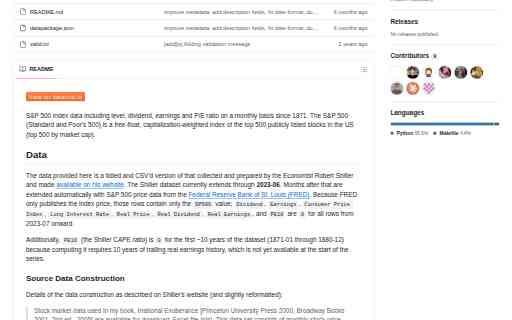 README.md
improve metadata: add descriptions, fix date format, do...
6 months ago
datapackage.json
improve metadata: add descriptions, fix date format, do...
6 months ago
valid.txt
2 years ago
Releases
No releases published
Contributors
README
Languages
Python 95.6% Makefile 4.4%
S&P 500 index data including level, dividend, earnings and P/E ratio on a monthly basis since 1871. The S&P 500
(Standard and Poor's 500) is a free-float, capitalization-weighted index of the top 500 publicly listed stocks in the US
(top 500 by market cap).
Data
The data provided here is a tidied and CSV'd version of that collected and prepared by the Economist Robert Shiller
and made available on his website. The Shiller dataset currently extends through 2023-06. Months after that are
extended automatically with S&P 500 price data from the Federal Reserve Bank of St. Louis (FRED). Because FRED
only publishes the index price, those rows contain only the SP500 value; Dividend, Earnings, Consumer Price
Index, Long Interest Rate, Real Price, Real Dividend, Real Earnings, and PE10 are 0 for all rows from
2023-07 onward.
Additionally, PE10 (the Shiller CAPE ratio) is 0 for the first ~10 years of the dataset (1871-01 through 1880-12)
because computing it requires 10 years of trailing real earnings history, which is not yet available at the start of the
series.
Source Data Construction
Details of the data construction as described on Shiller's website (and slightly reformatted):
Stock market data used in my book, Irrational Exuberance [Princeton University Press 2000, Broadway Books